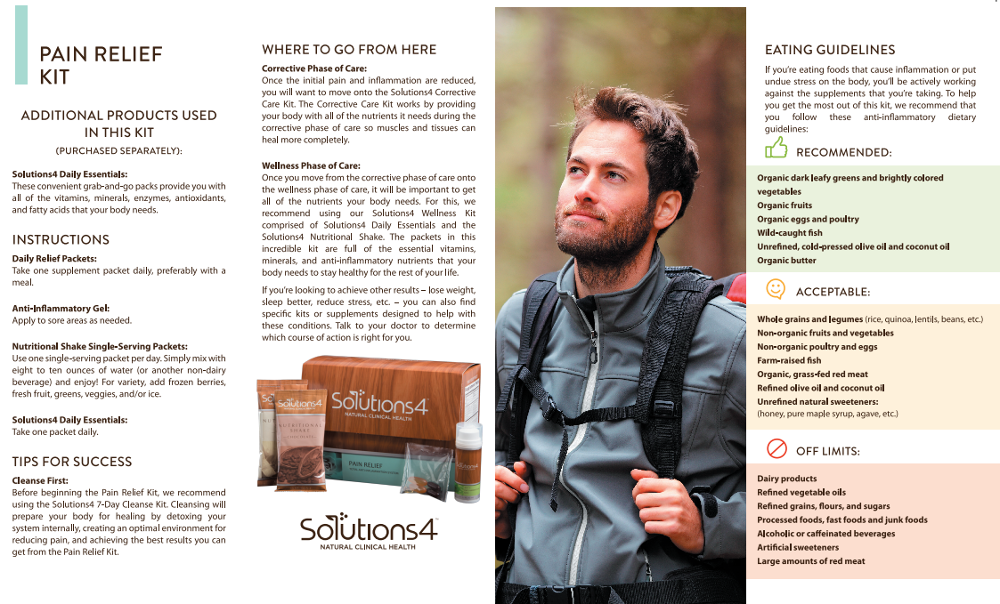 PAIN RELIEF
KIT
ADDITIONAL PRODUCTS USED
IN THIS KIT
(PURCHASED SEPARATELY):
Solutions4 Daily Essentials:
These convenient grab-and-go packs provide you with
all of the vitamins, minerals, enzymes, antioxidants,
and fatty acids that your body needs.
INSTRUCTIONS
Daily Relief Packets:
Take one supplement packet daily, preferably with a
meal.
Anti-Inflammatory Gel:
Apply to sore areas as needed.
Nutritional Shake Single-Serving Packets:
Use one single-serving packet per day. Simply mix with
eight to ten ounces of water (or another non-dairy
beverage) and enjoy! For variety, add frozen berries,
fresh fruit, greens, veggies, and/or ice.
Solutions4 Daily Essentials:
Take one packet daily.
TIPS FOR SUCCESS
Cleanse First:
Before beginning the Pain Relief Kit, we recommend
using the Solutions4 7-Day Cleanse Kit. Cleansing will
prepare your body for healing by detoxing your
system internally, creating an optimal environment for
reducing pain, and achieving the best results you can
get from the Pain Relief Kit.
WHERE TO GO FROM HERE
Corrective Phase of Care:
Once the initial pain and inflammation are reduced,
you will want to move onto the Solutions4 Corrective
Care Kit. The Corrective Care Kit works by providing
your body with all of the nutrients it needs during the
corrective phase of care so muscles and tissues can
heal more completely.
Wellness Phase of Care:
Once you move from the corrective phase of care onto
the wellness phase of care, it will be important to get
all of the nutrients your body needs. For this, we
recommend using our Solutions4 Wellness Kit
comprised of Solutions4 Daily Essentials and the
Solutions4 Nutritional Shake. The packets in this
incredible kit are full of the essential vitamins,
minerals, and anti-inflammatory nutrients that your
body needs to stay healthy for the rest of your life.
If you're looking to achieve other results – lose weight,
sleep better, reduce stress, etc. – you can also find
specific kits or supplements designed to help with
these conditions. Talk to your doctor to determine
which course of action is right for you.
Solutions4
NATURAL CLINICAL HEALTH
Solutions4
NUTRITIONAL
SHAKE
CHOCOLATE
PAIN RELIEF
Solutions4
Solutions4™
NATURAL CLINICAL HEALTH
EATING GUIDELINES
If you're eating foods that cause inflammation or put
undue stress on the body, you'll be actively working
against the supplements that you're taking. To help
you get the most out of this kit, we recommend that
you follow these anti-inflammatory dietary
guidelines:
RECOMMENDED:
Organic dark leafy greens and brightly colored
vegetables
Organic fruits
Organic eggs and poultry
Wild-caught fish
Unrefined, cold-pressed olive oil and coconut oil
Organic butter
ACCEPTABLE:
Whole grains and legumes (rice, quinoa, lentils, beans, etc.)
Non-organic fruits and vegetables
Non-organic poultry and eggs
Farm-raised fish
Organic, grass-fed red meat
Refined olive oil and coconut oil
Unrefined natural sweeteners:
(honey, pure maple syrup, agave, etc.)
OFF LIMITS:
Dairy products
Refined vegetable oils
Refined grains, flours, and sugars
Processed foods, fast foods and junk foods
Alcoholic or caffeinated beverages
Artificial sweeteners
Large amounts of red meat